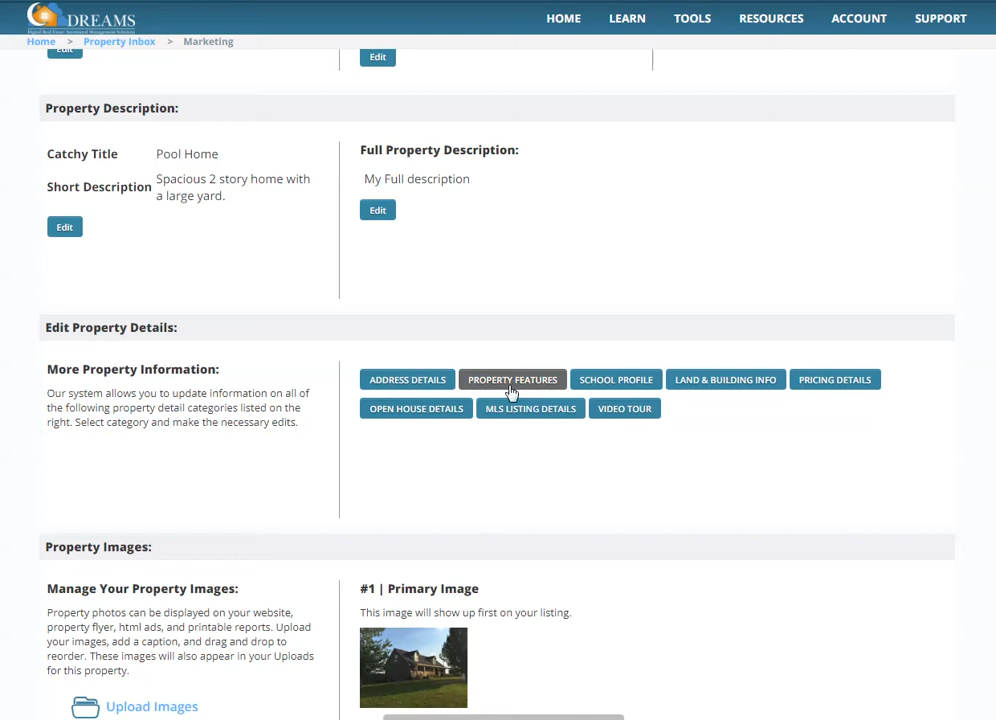 DREAMS
Digital Real Estate Automated Management Solutions
HOME LEARN TOOLS RESOURCES ACCOUNT SUPPORT
Home > Property Inbox > Marketing
Edit
Edit
Property Description:
Catchy Title Pool Home
Short Description Spacious 2 story home with
a large yard.
Edit
Full Property Description:
My Full description
Edit
Edit Property Details:
More Property Information:
Our system allows you to update information on all of
the following property detail categories listed on the
right. Select category and make the necessary edits.
ADDRESS DETAILS PROPERTY FEATURES SCHOOL PROFILE LAND & BUILDING INFO PRICING DETAILS
OPEN HOUSE DETAILS MLS LISTING DETAILS VIDEO TOUR
Property Images:
Manage Your Property Images:
Property photos can be displayed on your website,
property flyer, html ads, and printable reports. Upload
your images, add a caption, and drag and drop to
reorder. These images will also appear in your Uploads
for this property.
Upload Images
#1 | Primary Image
This image will show up first on your listing.